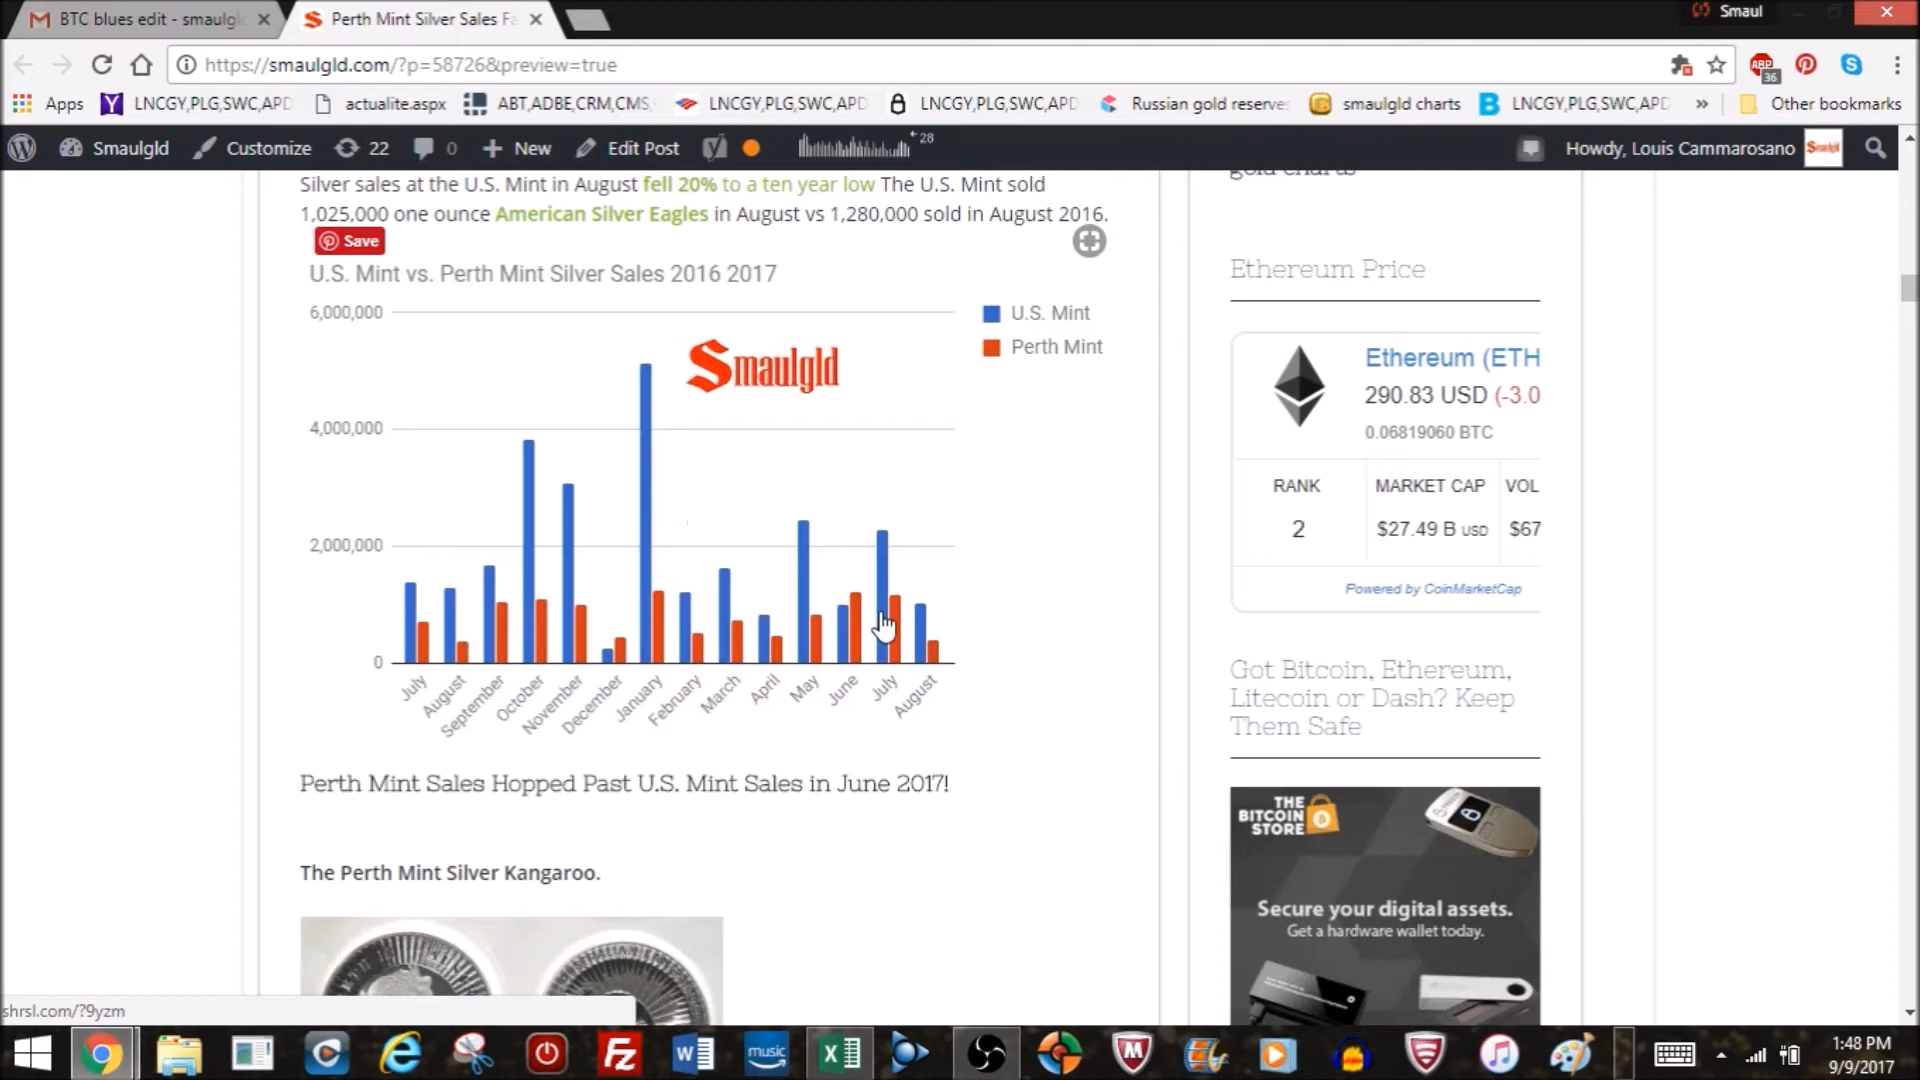 BTC blues edit - smaulgl
Perth Mint Silver Sales Fa
Smaul
https://smaulgld.com/?p=58726&preview=true
ABP
36
Apps
LNCGY,PLG,SWC,APD
actualite.aspx
ABT,ADBE,CRM,CMS,
LNCGY,PLG,SWC,APD
LNCGY,PLG,SWC,APD
Russian gold reserve
smaulgld charts
LNCGY,PLG,SWC,APD
Other bookmarks
Smaulgld
Customize
22
0
New
Edit Post
28
Howdy, Louis Cammarosano
Smaulgld
Silver sales at the U.S. Mint in August fell 20% to a ten year low The U.S. Mint sold
1,025,000 one ounce American Silver Eagles in August vs 1,280,000 sold in August 2016.
Save
U.S. Mint vs. Perth Mint Silver Sales 2016 2017
6,000,000
4,000,000
2,000,000
0
U.S. Mint
Perth Mint
Smaulgld
July
August
September
October
November
December
January
February
March
April
May
June
July
August
Perth Mint Sales Hopped Past U.S. Mint Sales in June 2017!
The Perth Mint Silver Kangaroo.
gold charts
Ethereum Price
Ethereum (ETH
290.83 USD (-3.0
0.06819060 BTC
RANK
MARKET CAP
VOL
2
$27.49 B USD
$67
Powered by CoinMarketCap
Got Bitcoin, Ethereum,
Litecoin or Dash? Keep
Them Safe
THE
BITCOIN
STORE
Secure your digital assets.
Get a hardware wallet today.
shrsl.com/?9yzm
music
1:48 PM
9/9/2017